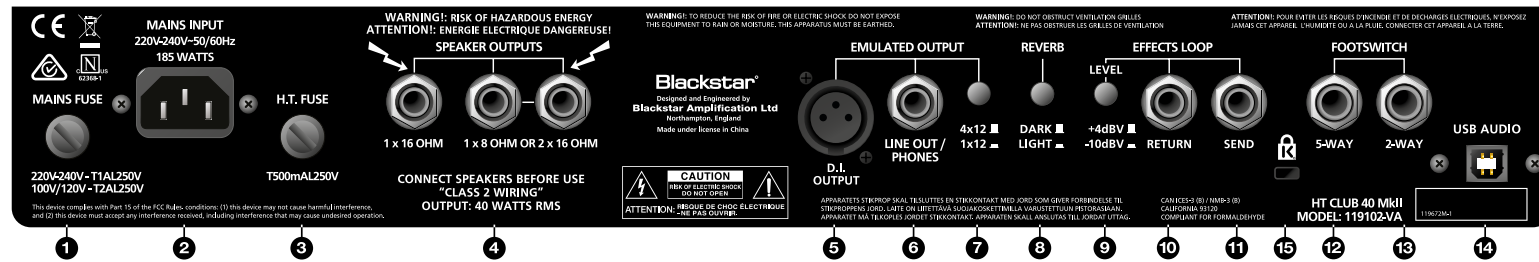 MAINS INPUT
220V-240V~50/60Hz
185 WATTS
CE
N
C US
62368-1
MAINS FUSE
220V-240V - T1AL250V
100V/120V - T2AL250V
H.T. FUSE
T500mAL250V
This device complies with Part 15 of the FCC Rules. conditions: (1) this device may not cause harmful interference,
and (2) this device must accept any interference received, including interference that may cause undesired operation.
WARNING!: RISK OF HAZARDOUS ENERGY
ATTENTION!: ENERGIE ELECTRIQUE DANGEREUSE!
SPEAKER OUTPUTS
1 x 16 OHM
1 x 8 OHM OR 2 x 16 OHM
CONNECT SPEAKERS BEFORE USE
"CLASS 2 WIRING"
OUTPUT: 40 WATTS RMS
WARNING!: TO REDUCE THE RISK OF FIRE OR ELECTRIC SHOCK DO NOT EXPOSE
THIS EQUIPMENT TO RAIN OR MOISTURE. THIS APPARATUS MUST BE EARTHED.
Blackstar
Designed and Engineered by
Blackstar Amplification Ltd
Northampton, England
Made under license in China
CAUTION
RISK OF ELECTRIC SHOCK
DO NOT OPEN
ATTENTION: RISQUE DE CHOC ÉLECTRIQUE
-NE PAS OUVRIR.
WARNING!: DO NOT OBSTRUCT VENTILATION GRILLES
ATTENTION!: NE PAS OBSTRUER LES GRILLES DE VENTILATION
ATTENTION!: POUR EVITER LES RISQUES D'INCENDIE ET DE DECHARGES ELECTRIQUES, N'EXPOSEZ
JAMAIS CET APPAREIL L'HUMIDITE OU A LA PLUIE. CONNECTER CET APPAREIL A LA TERRE.
EMULATED OUTPUT
D.I.
OUTPUT
LINE OUT /
PHONES
4x12
1x12
REVERB
DARK
LIGHT
EFFECTS LOOP
LEVEL
+4dBV
-10dBV
RETURN
SEND
K
FOOTSWITCH
5-WAY
2-WAY
USB AUDIO
APPARATETS STIKPROP SKAL TILSLUTTES EN STIKKONTAKT MED JORD SOM GIVER FORBINDELSE TIL
STIKPROPPENS JORD. LAITE ON LIITETTÄVÄ SUOJAKOSKETTIMILLA VARUSTETTUUN PISTORASIAAN.
APPARATET MÅ TILKOPLES JORDET STIKKONTAKT. APPARATEN SKALL ANSLUTAS TILL JORDAT UTTAG.
CAN ICES-3 (B) / NMB-3 (B)
CALIFORNIA 93120
COMPLIANT FOR FORMALDEHYDE
HT CLUB 40 MkII
MODEL: 119102-VA
119672M-1
1 2 3 4 5 6 7 8 9 10 11 15 12 13 14